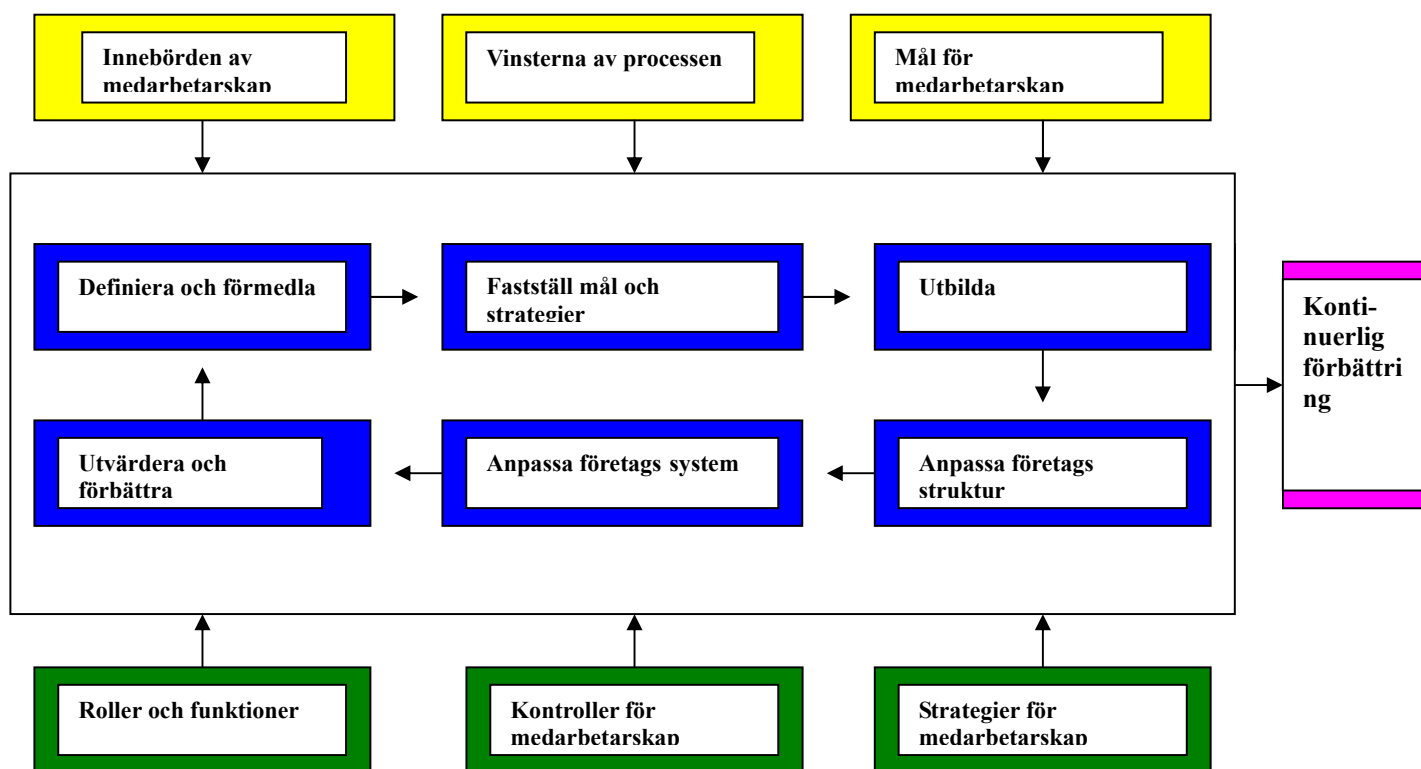 Innebörden av
medarbetarskap
Vinsterna av processen
Mål för
medarbetarskap
Definiera och förmedla
Fastställ mål och
strategier
Utbilda
Konti-
nuerlig
förbättri
ng
Utvärdera och
förbättra
Anpassa företags system
Anpassa företags
struktur
Roller och funktioner
Kontroller för
medarbetarskap
Strategier för
medarbetarskap